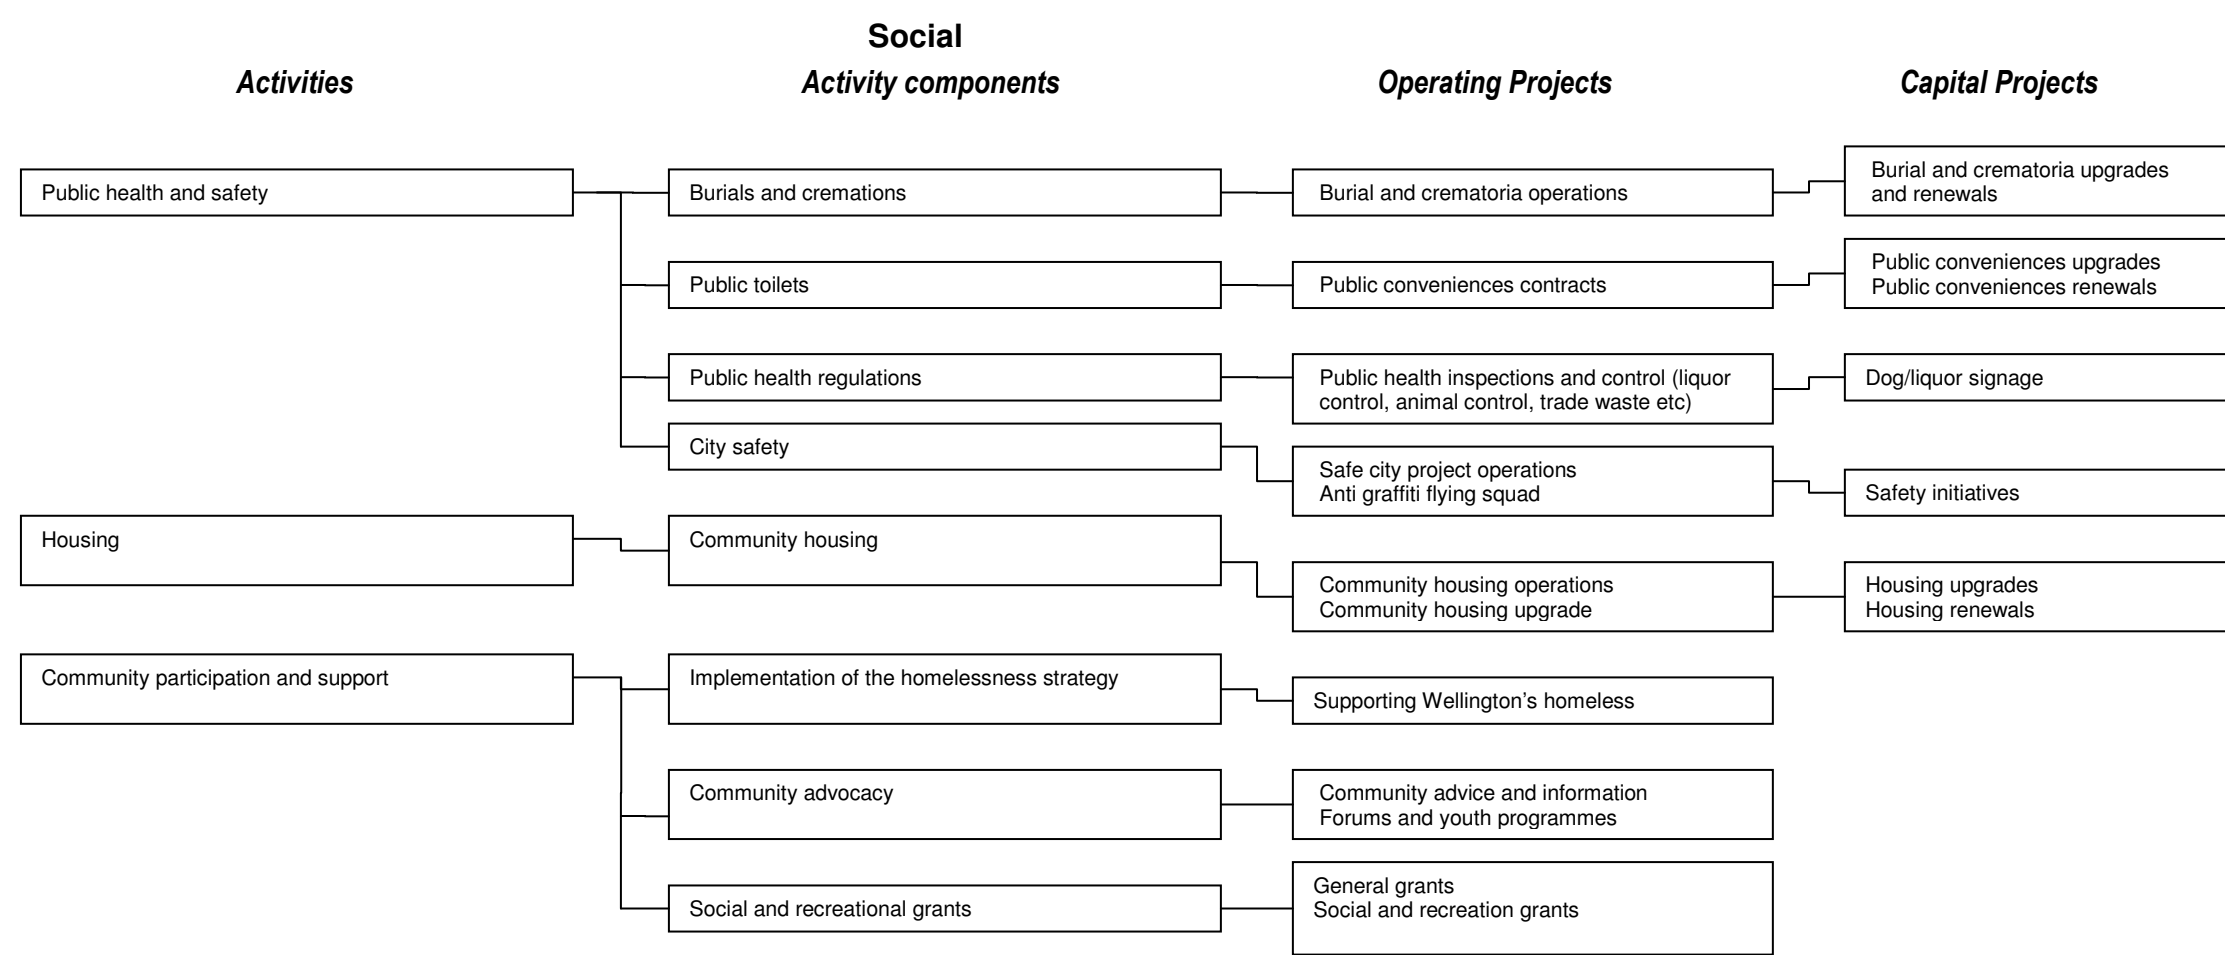 Social
Activities
Activity components
Operating Projects
Capital Projects
Public health and safety
Burials and cremations
Burial and crematoria operations
Burial and crematoria upgrades
and renewals
Public toilets
Public conveniences contracts
Public conveniences upgrades
Public conveniences renewals
Public health regulations
Public health inspections and control (liquor
control, animal control, trade waste etc)
Dog/liquor signage
City safety
Safe city project operations
Anti graffiti flying squad
Safety initiatives
Housing
Community housing
Community housing operations
Community housing upgrade
Housing upgrades
Housing renewals
Community participation and support
Implementation of the homelessness strategy
Supporting Wellington’s homeless
Community advocacy
Community advice and information
Forums and youth programmes
Social and recreational grants
General grants
Social and recreation grants